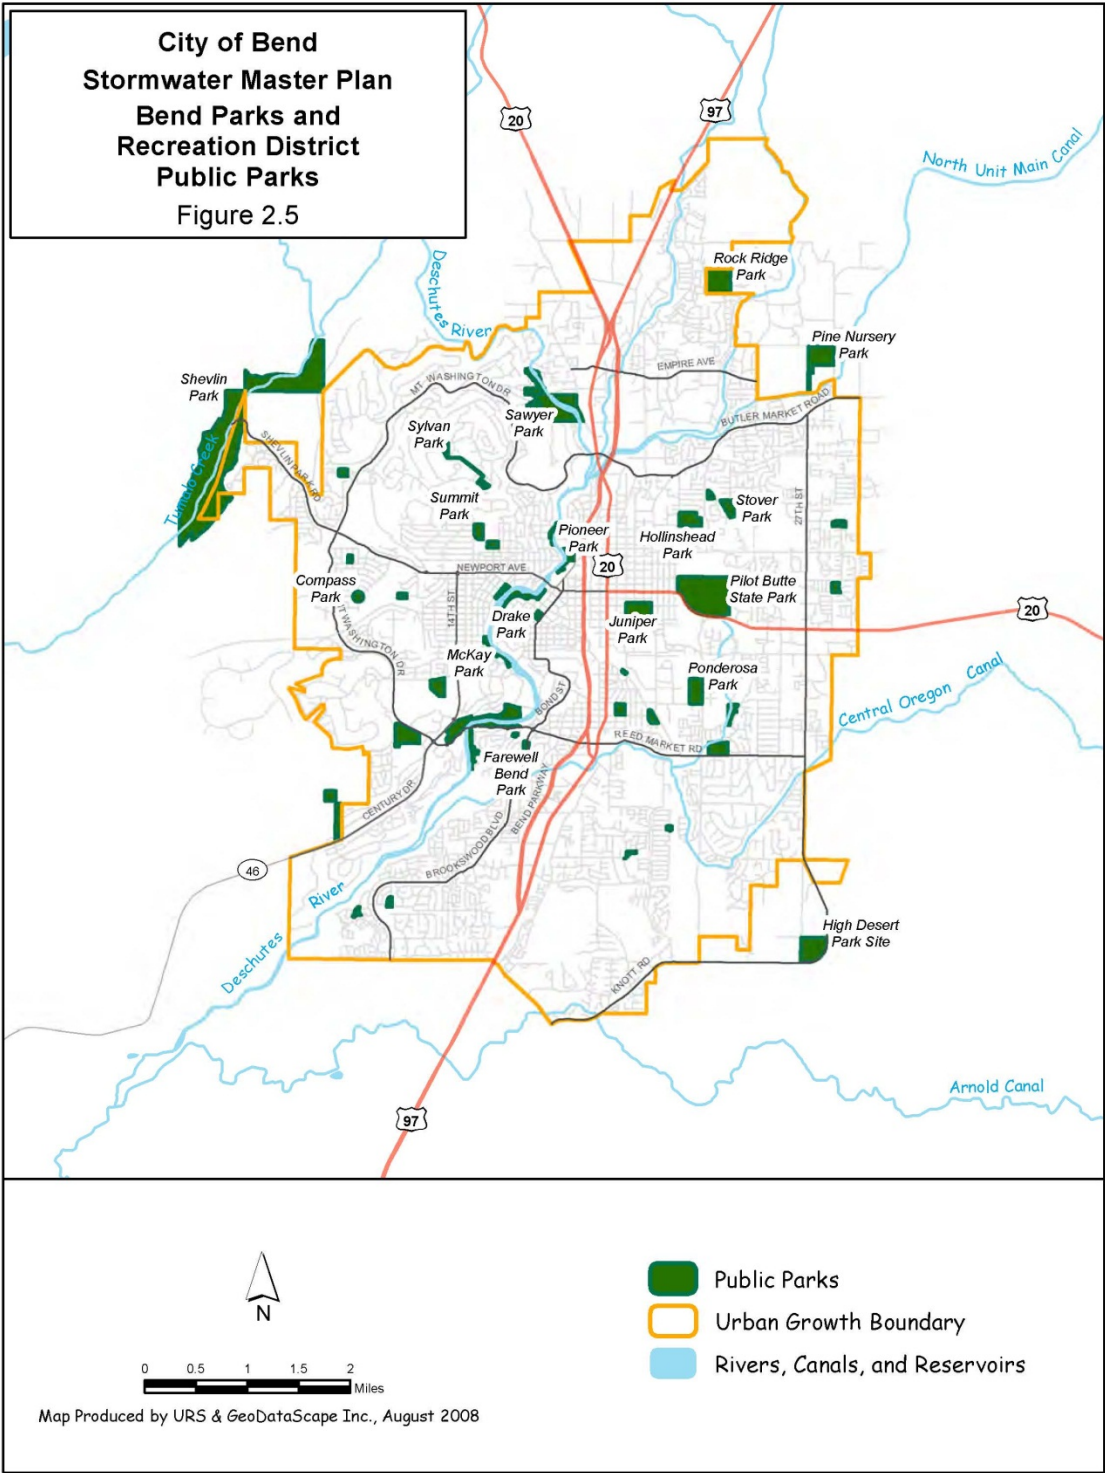 City of Bend
Stormwater Master Plan
Bend Parks and
Recreation District
Public Parks
Figure 2.5
20
97
North Unit Main Canal
Deschutes River
Rock Ridge
Park
Pine Nursery
Park
EMPIRE AVE
Shevlin
Park
MT. WASHINGTON DR
BUTLER MARKET ROAD
Sawyer
Park
Sylvan
Park
SHEVLIN PARK RD
Tumalo Creek
Summit
Park
Stover
Park
27TH ST
Pioneer
Park
Hollinshead
Park
20
NEWPORT AVE
Compass
Park
Pilot Butte
State Park
14TH ST
20
Drake
Park
Juniper
Park
T WASHINGTON DR
McKay
Park
Ponderosa
Park
Central Oregon Canal
BOND ST
REED MARKET RD
Farewell
Bend
Park
BEND PARKWAY
CENTURY DR
BROOKSWOOD BLVD
46
Deschutes River
High Desert
Park Site
KNOTT RD
Arnold Canal
97
N
0 0.5 1 1.5 2
Miles
Map Produced by URS & GeoDataScape Inc., August 2008
Public Parks
Urban Growth Boundary
Rivers, Canals, and Reservoirs